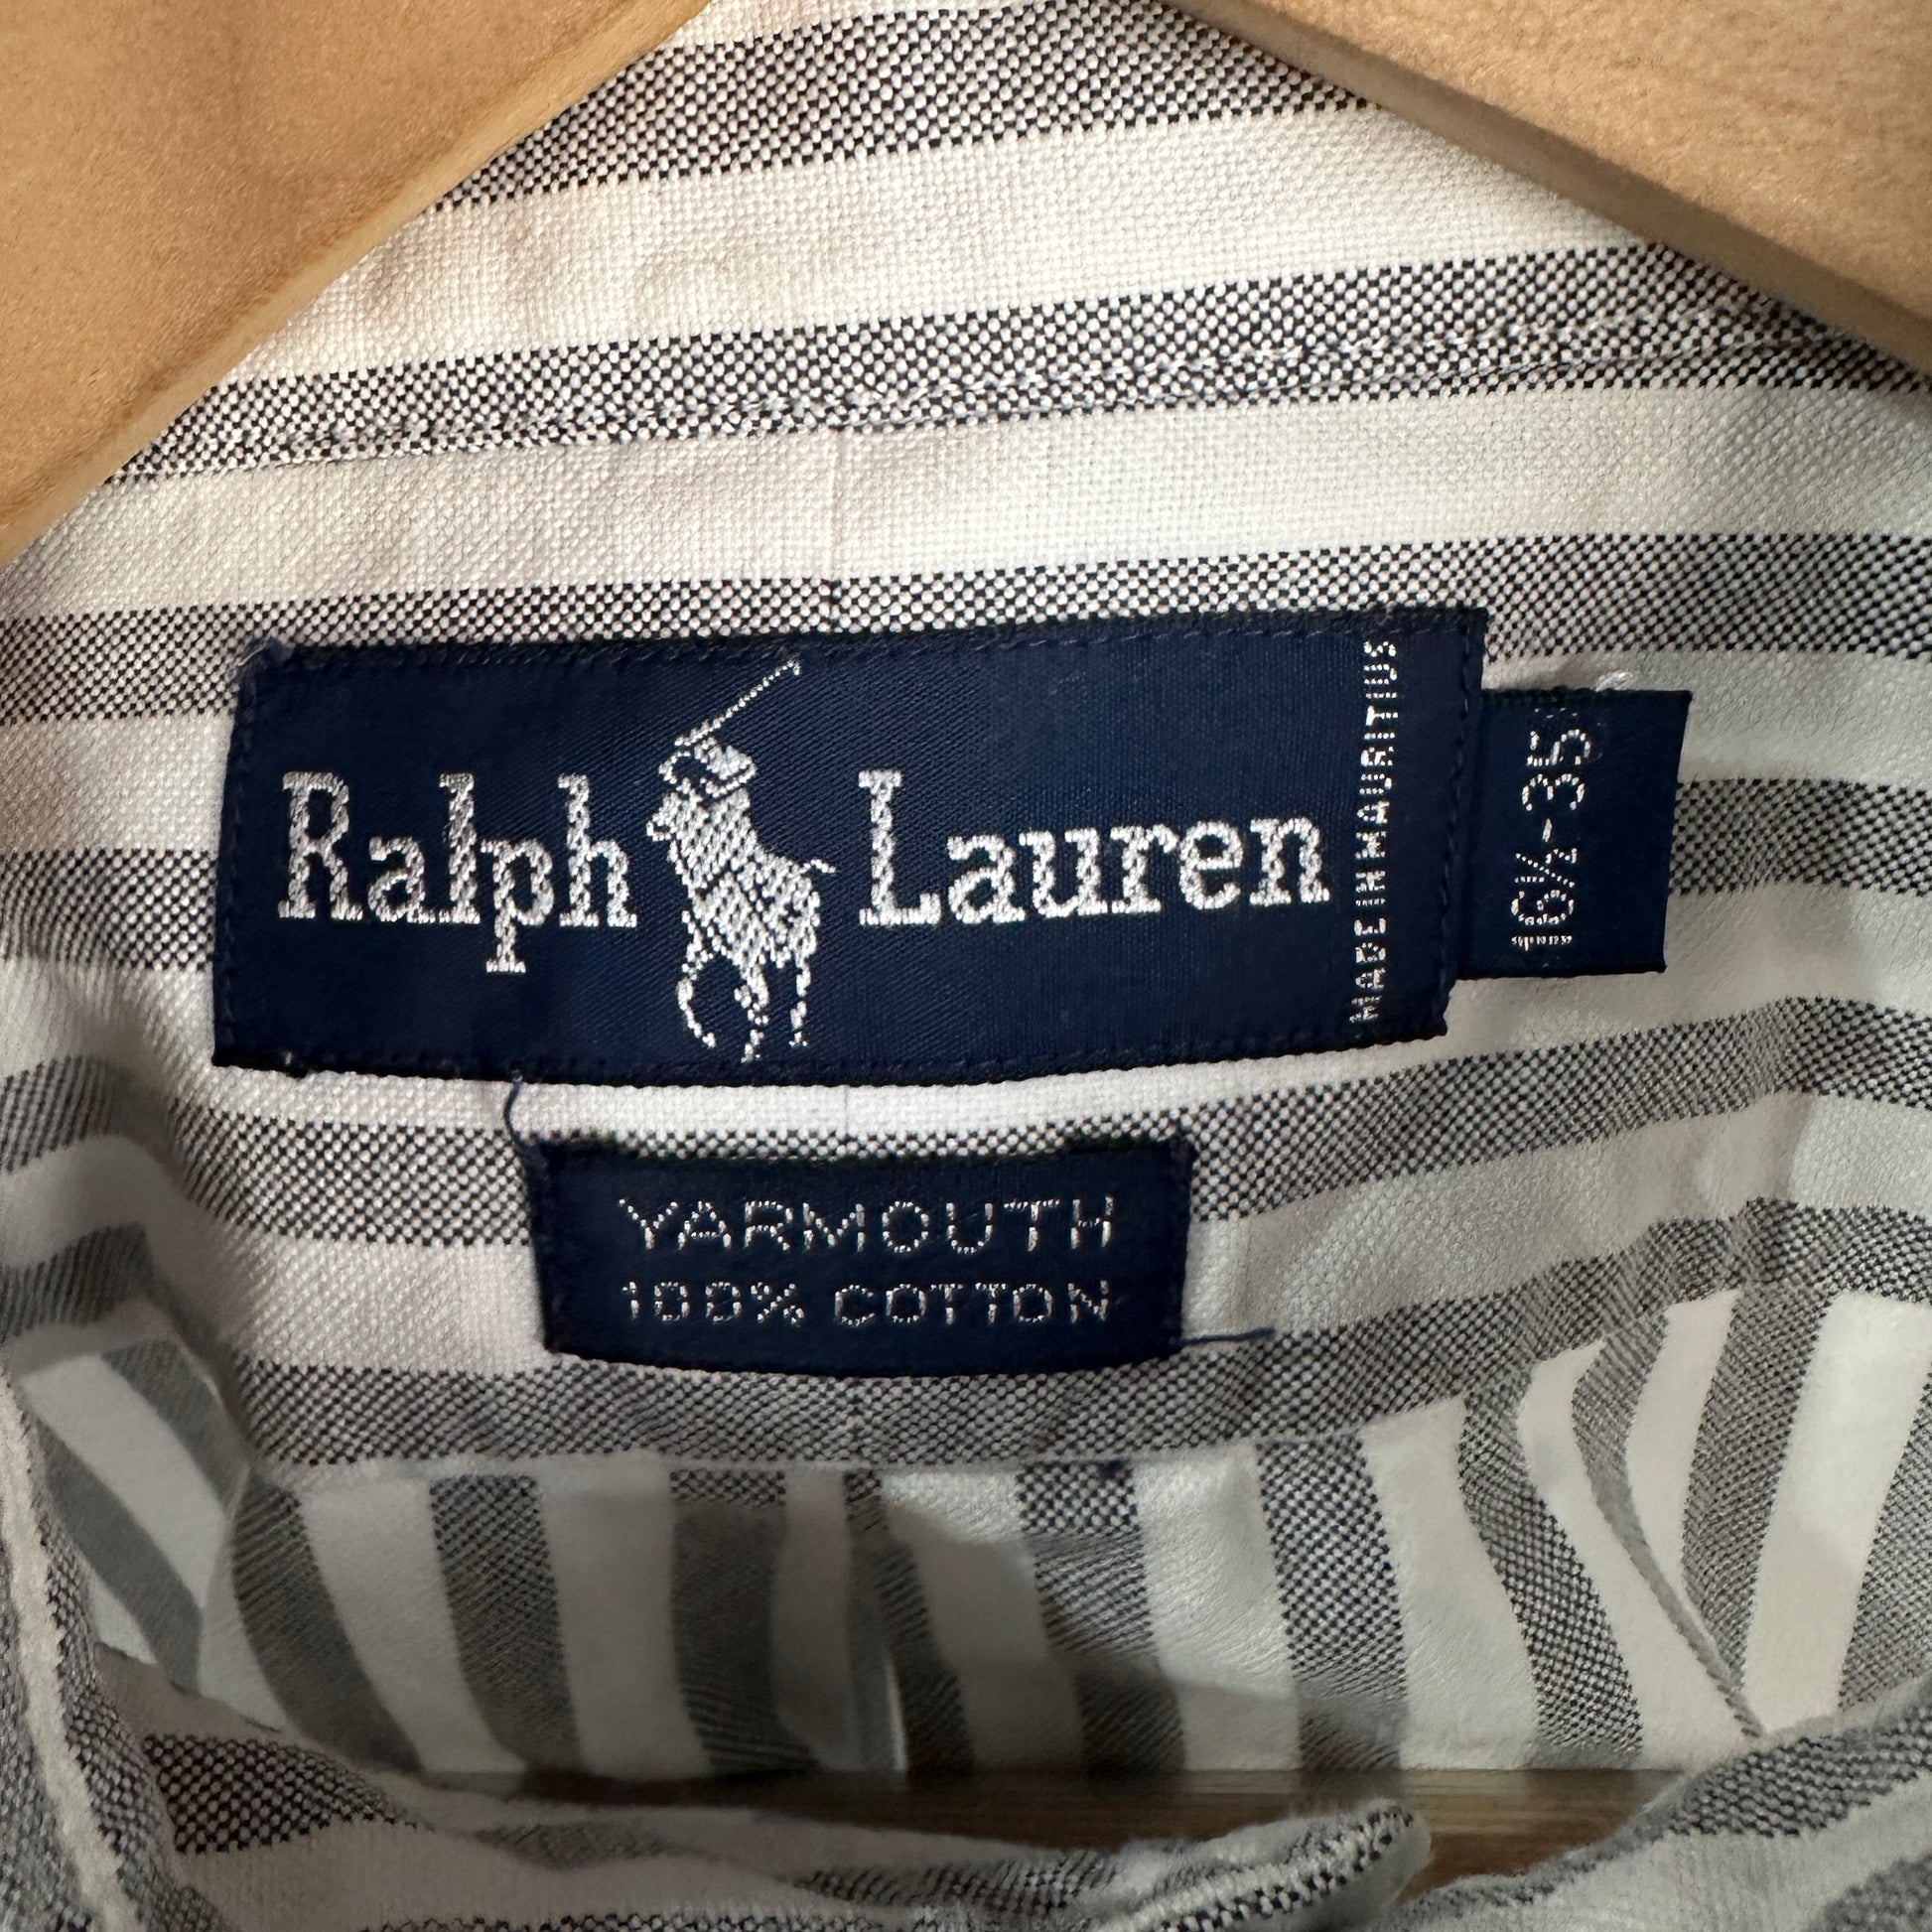 Ralph Lauren
MADE IN MAURITIUS
16½-35
YARMOUTH
100% COTTON